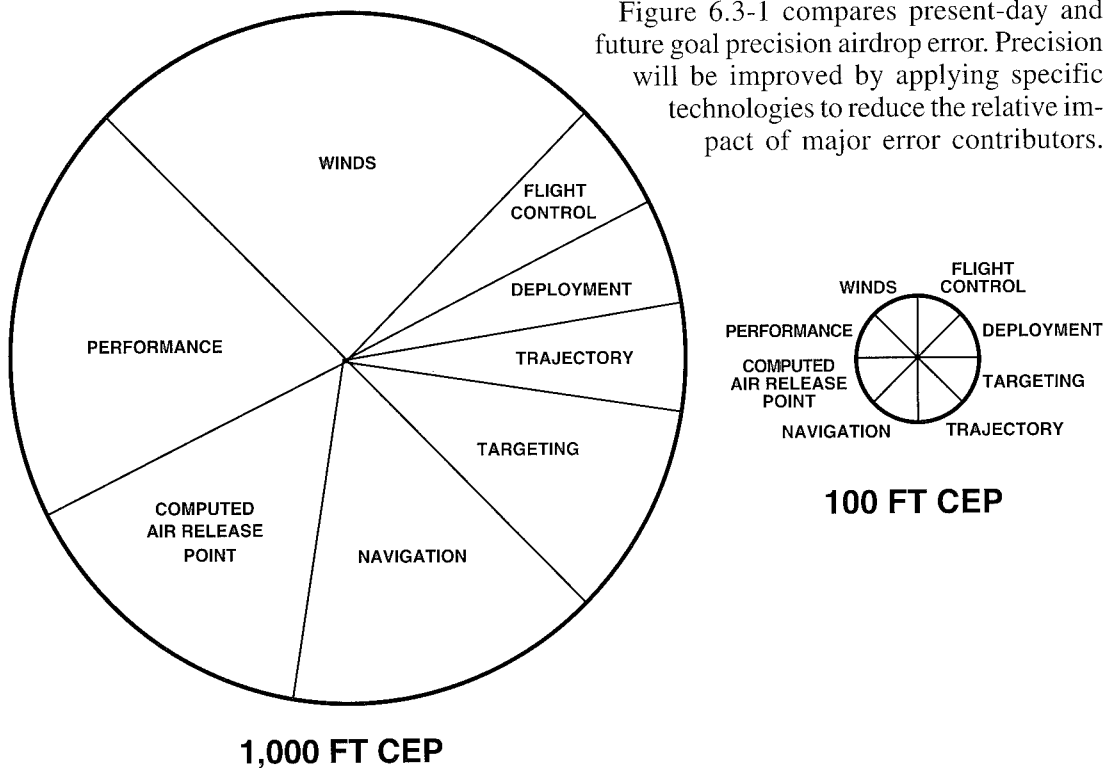 Figure 6.3-1 compares present-day and
future goal precision airdrop error. Precision
will be improved by applying specific
technologies to reduce the relative im-
pact of major error contributors.
WINDS
FLIGHT
CONTROL
DEPLOYMENT
TRAJECTORY
TARGETING
NAVIGATION
COMPUTED
AIR RELEASE
POINT
PERFORMANCE
1,000 FT CEP
WINDS
FLIGHT
CONTROL
DEPLOYMENT
TARGETING
TRAJECTORY
NAVIGATION
COMPUTED
AIR RELEASE
POINT
PERFORMANCE
100 FT CEP